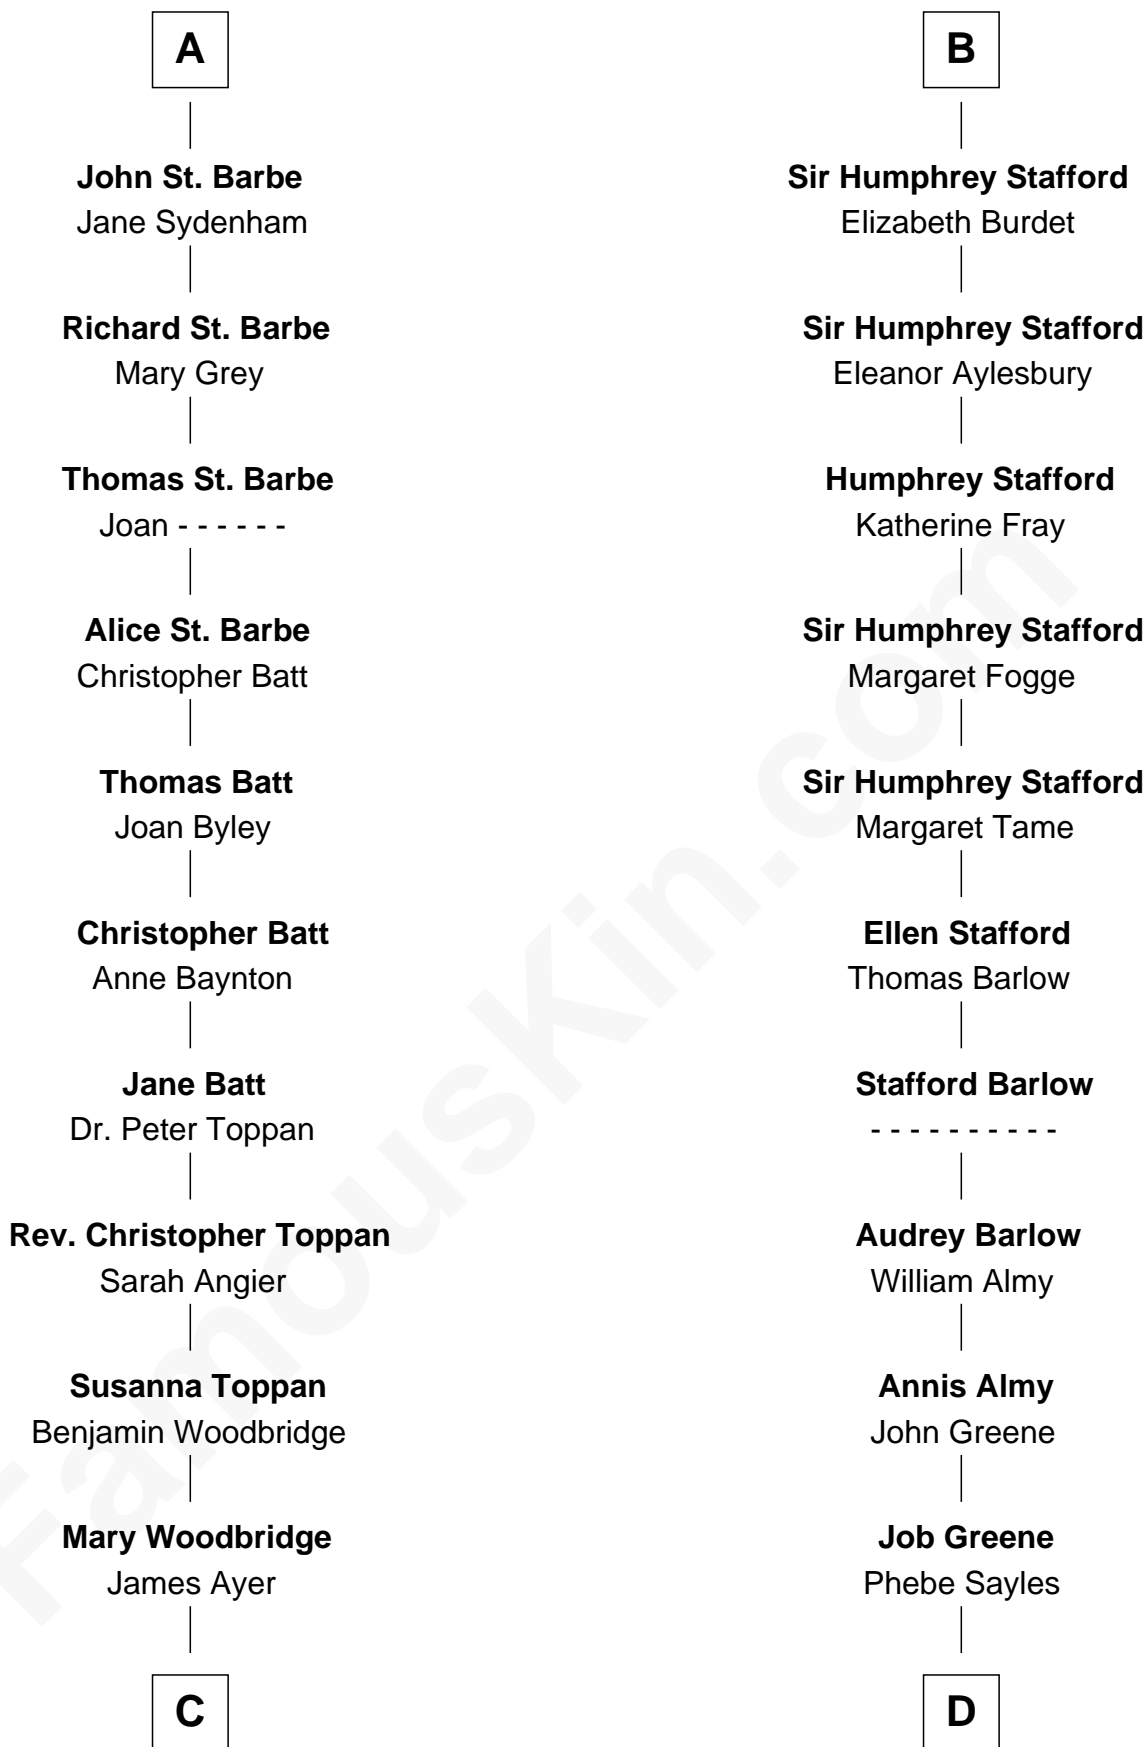 A
John St. Barbe
Jane Sydenham
Richard St. Barbe
Mary Grey
Thomas St. Barbe
Joan - - - - - -
Alice St. Barbe
Christopher Batt
Thomas Batt
Joan Byley
Christopher Batt
Anne Baynton
Jane Batt
Dr. Peter Toppan
Rev. Christopher Toppan
Sarah Angier
Susanna Toppan
Benjamin Woodbridge
Mary Woodbridge
James Ayer
C
B
Sir Humphrey Stafford
Elizabeth Burdet
Sir Humphrey Stafford
Eleanor Aylesbury
Humphrey Stafford
Katherine Fray
Sir Humphrey Stafford
Margaret Fogge
Sir Humphrey Stafford
Margaret Tame
Ellen Stafford
Thomas Barlow
Stafford Barlow
- - - - - - - - - -
Audrey Barlow
William Almy
Annis Almy
John Greene
Job Greene
Phebe Sayles
D
FamousKin.com